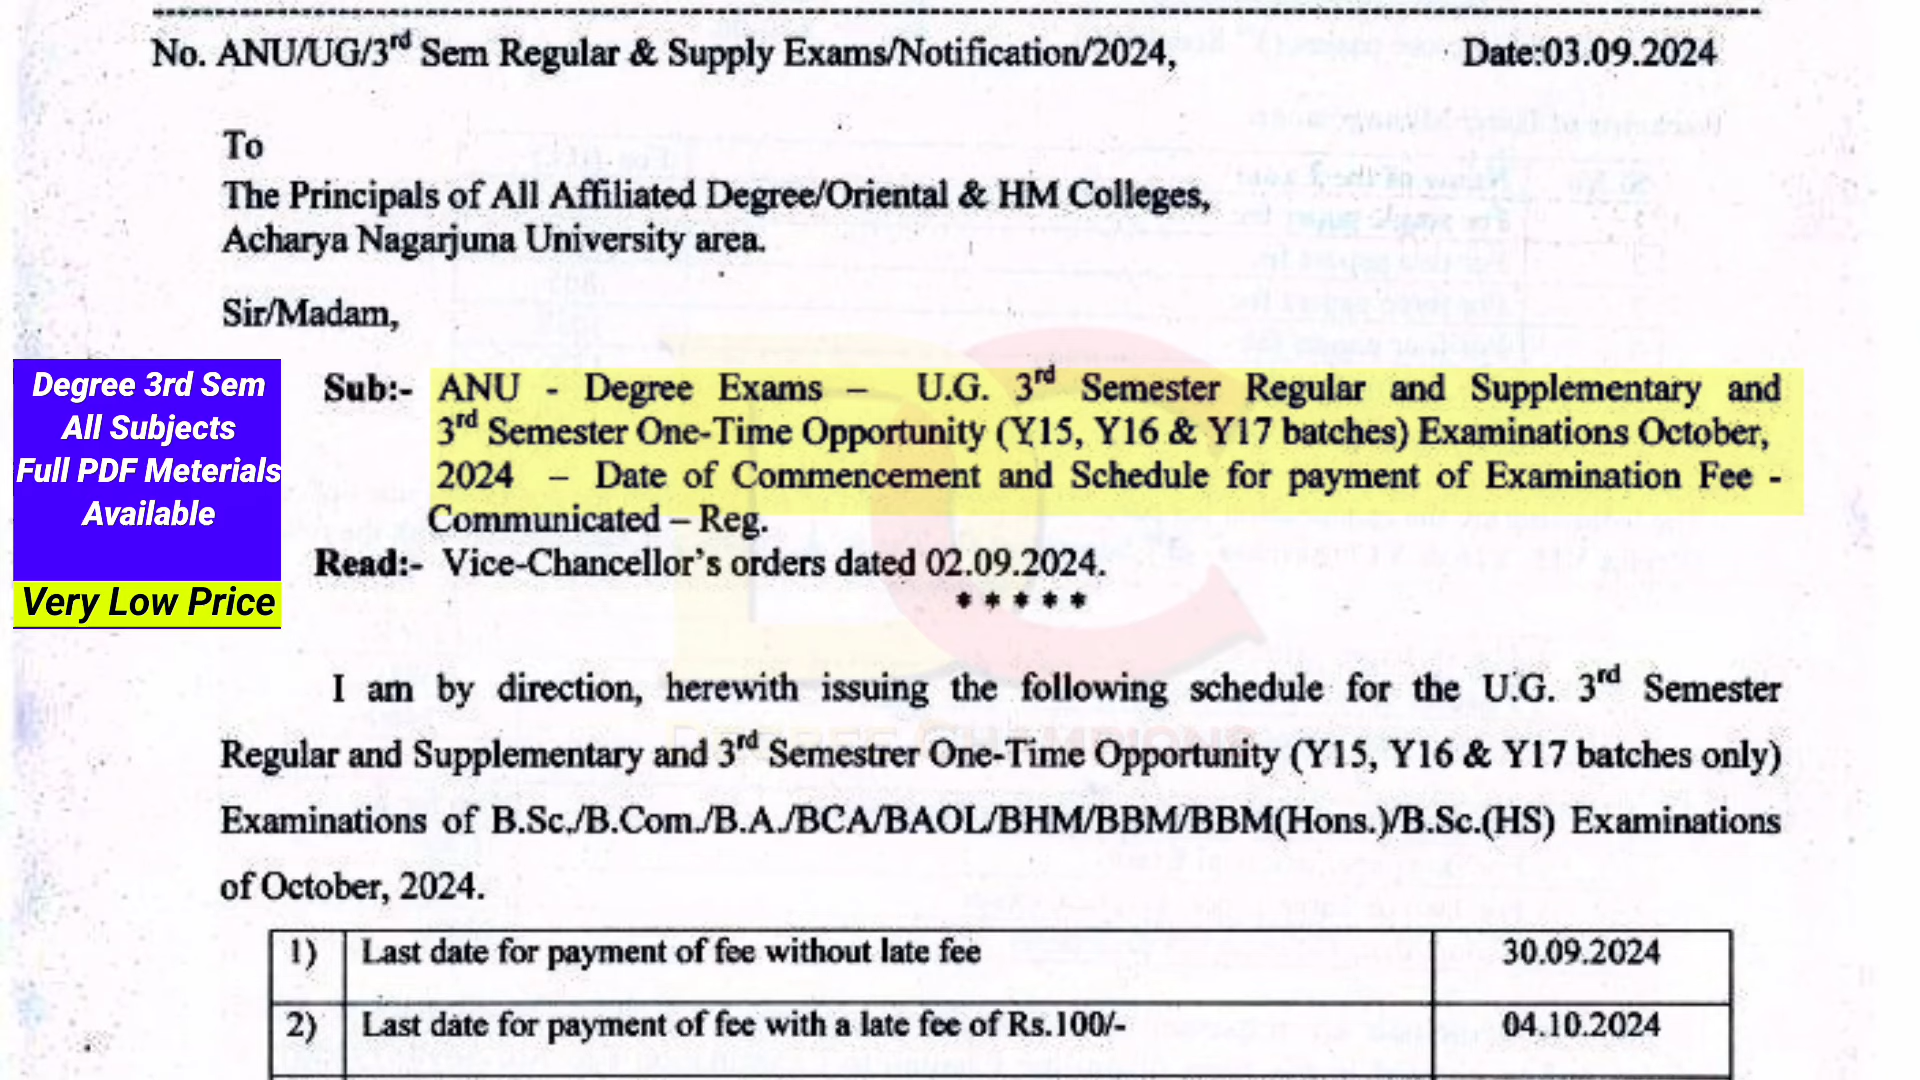 No. ANU/UG/3rd Sem Regular & Supply Exams/Notification/2024, Date:03.09.2024
To
The Principals of All Affiliated Degree/Oriental & HM Colleges,
Acharya Nagarjuna University area.
Sir/Madam,
Sub:- ANU - Degree Exams – U.G. 3rd Semester Regular and Supplementary and
3rd Semester One-Time Opportunity (Y15, Y16 & Y17 batches) Examinations October,
2024 – Date of Commencement and Schedule for payment of Examination Fee -
Communicated – Reg.
Read:- Vice-Chancellor's orders dated 02.09.2024.
*****
I am by direction, herewith issuing the following schedule for the U.G. 3rd Semester
Regular and Supplementary and 3rd Semestrer One-Time Opportunity (Y15, Y16 & Y17 batches only)
Examinations of B.Sc./B.Com./B.A./BCA/BAOL/BHM/BBM/BBM(Hons.)/B.Sc.(HS) Examinations
of October, 2024.
1) Last date for payment of fee without late fee 30.09.2024
2) Last date for payment of fee with a late fee of Rs.100/- 04.10.2024
Degree 3rd Sem
All Subjects
Full PDF Meterials
Available
Very Low Price
DC
DEGREE CHAMPIONS